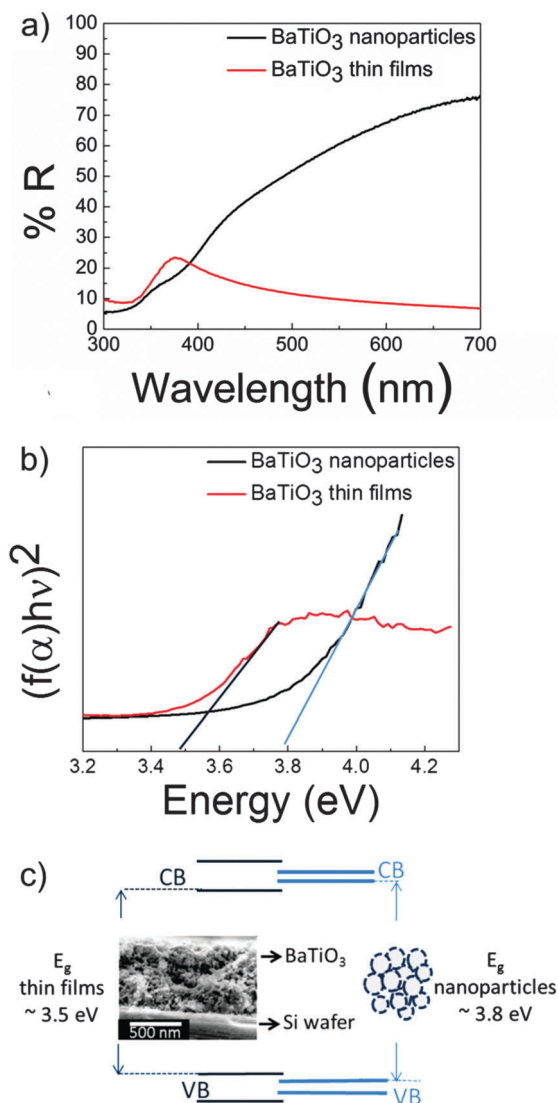 a)
BaTiO3 nanoparticles
BaTiO3 thin films
100
90
80
70
60
50
40
30
20
10
0
% R
300 400 500 600 700
Wavelength (nm)
b)
BaTiO3 nanoparticles
BaTiO3 thin films
(f(α)hν)2
3.2 3.4 3.6 3.8 4.0 4.2
Energy (eV)
c)
CB
CB
Eg
thin films
~ 3.5 eV
500 nm
BaTiO3
Si wafer
Eg
nanoparticles
~ 3.8 eV
VB
VB